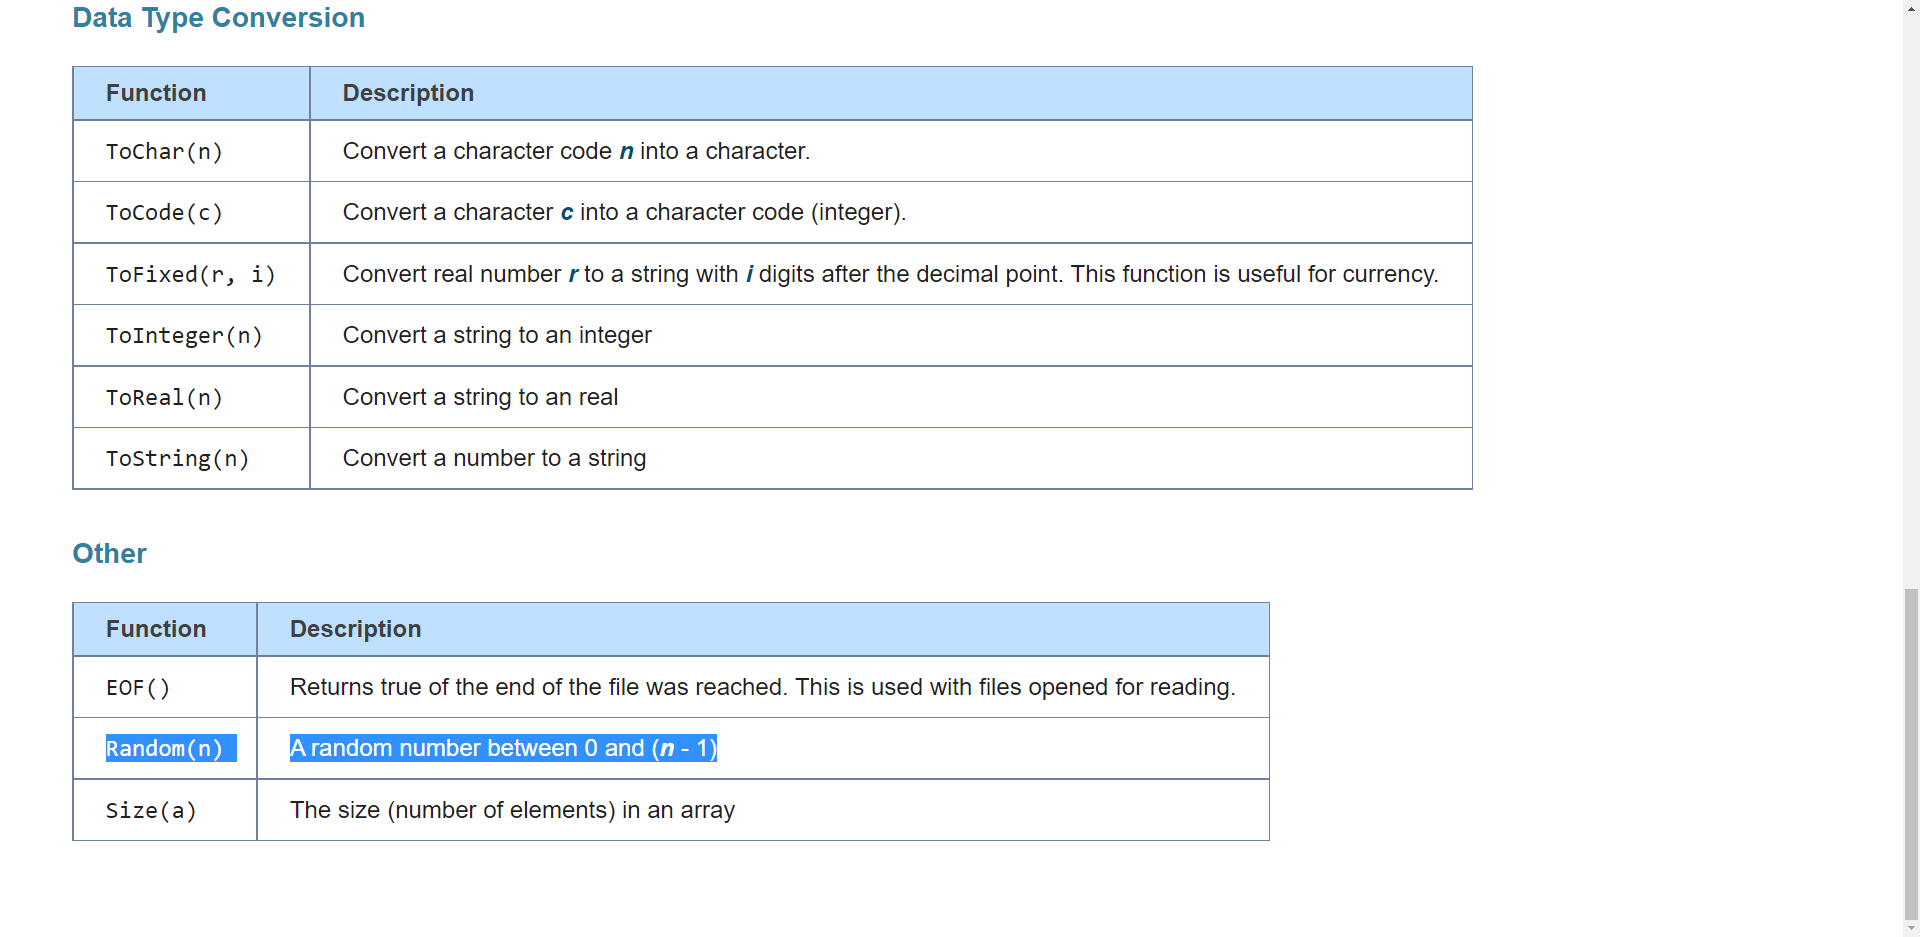 Data Type Conversion
Function Description
ToChar(n) Convert a character code n into a character.
ToCode(c) Convert a character c into a character code (integer).
ToFixed(r, i) Convert real number r to a string with i digits after the decimal point. This function is useful for currency.
ToInteger(n) Convert a string to an integer
ToReal(n) Convert a string to an real
ToString(n) Convert a number to a string
Other
Function Description
EOF() Returns true of the end of the file was reached. This is used with files opened for reading.
Random(n) A random number between 0 and (n - 1)
Size(a) The size (number of elements) in an array